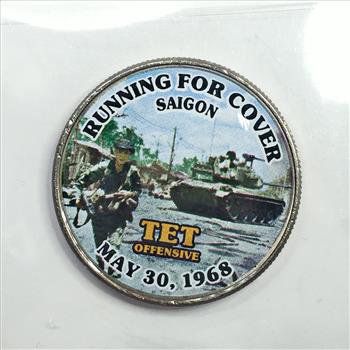 RUNNING FOR COVER
SAIGON
TET
OFFENSIVE
MAY 30, 1968